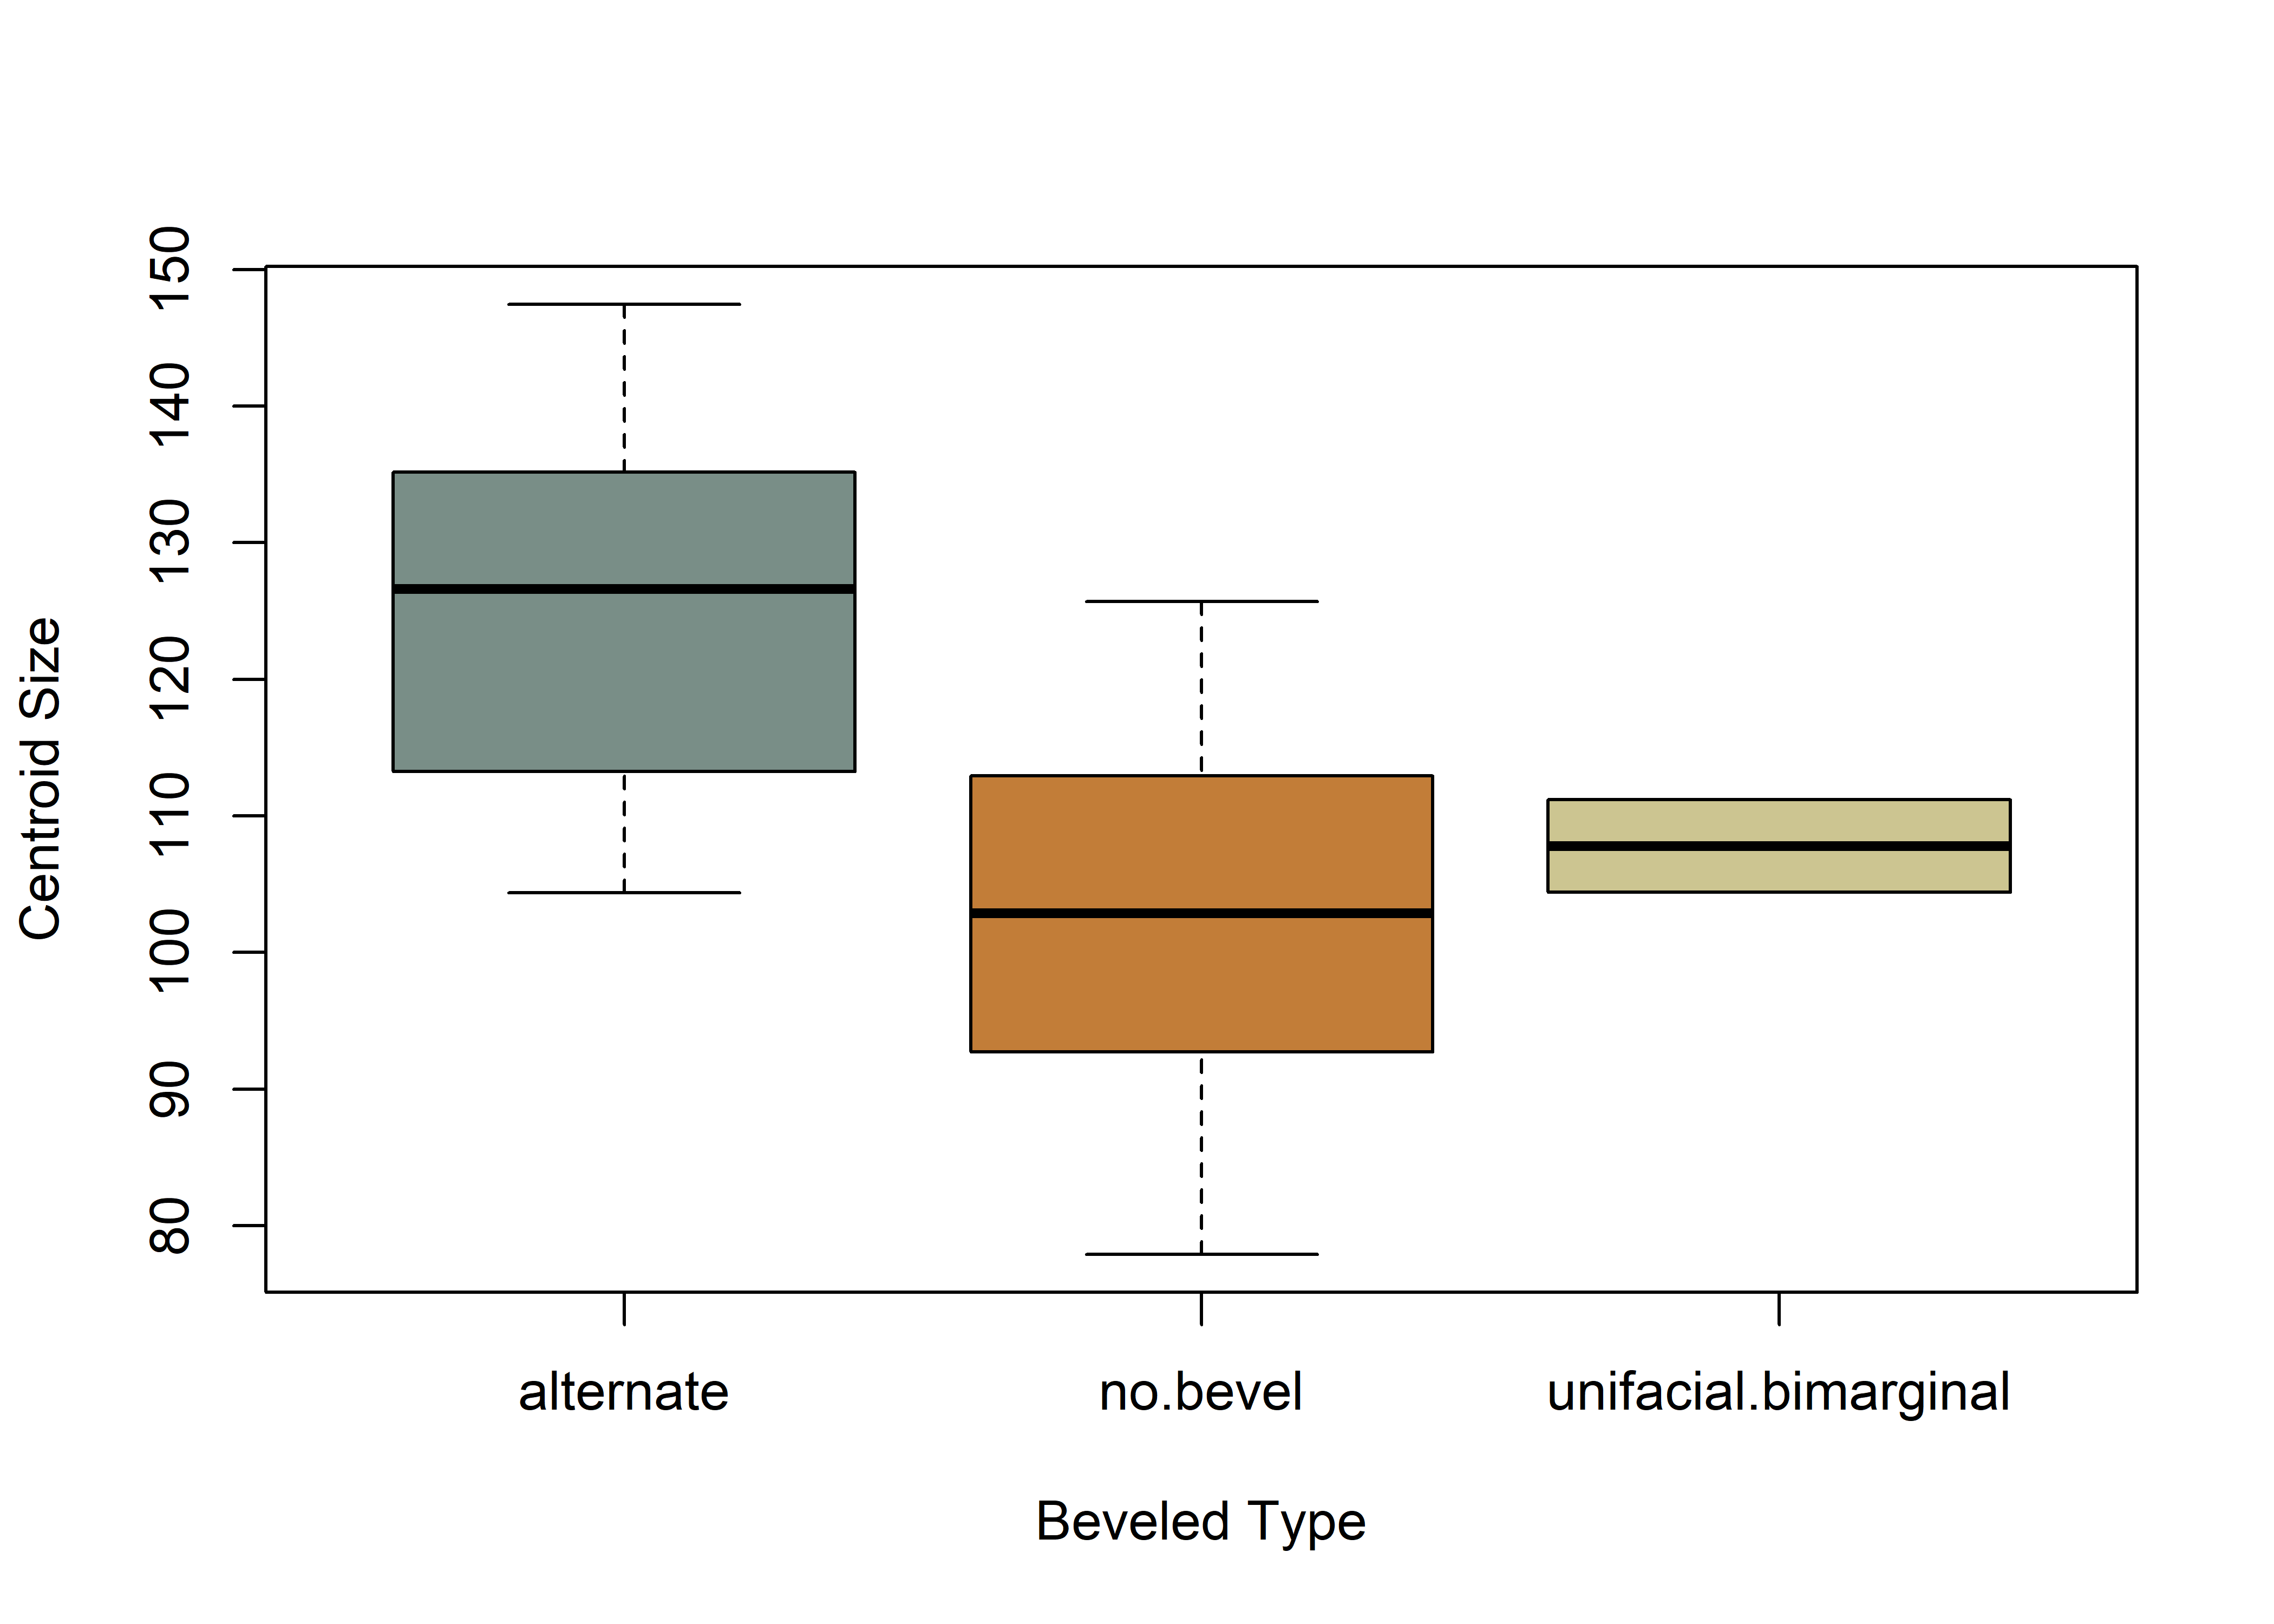 Centroid Size
150
140
130
120
110
100
90
80
alternate no.bevel unifacial.bimarginal
Beveled Type